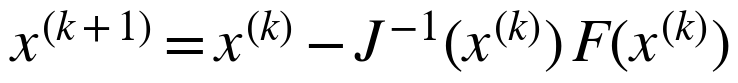 x^{(k+1)} = x^{(k)} − J^{−1}(x^{(k)}) F(x^{(k)})